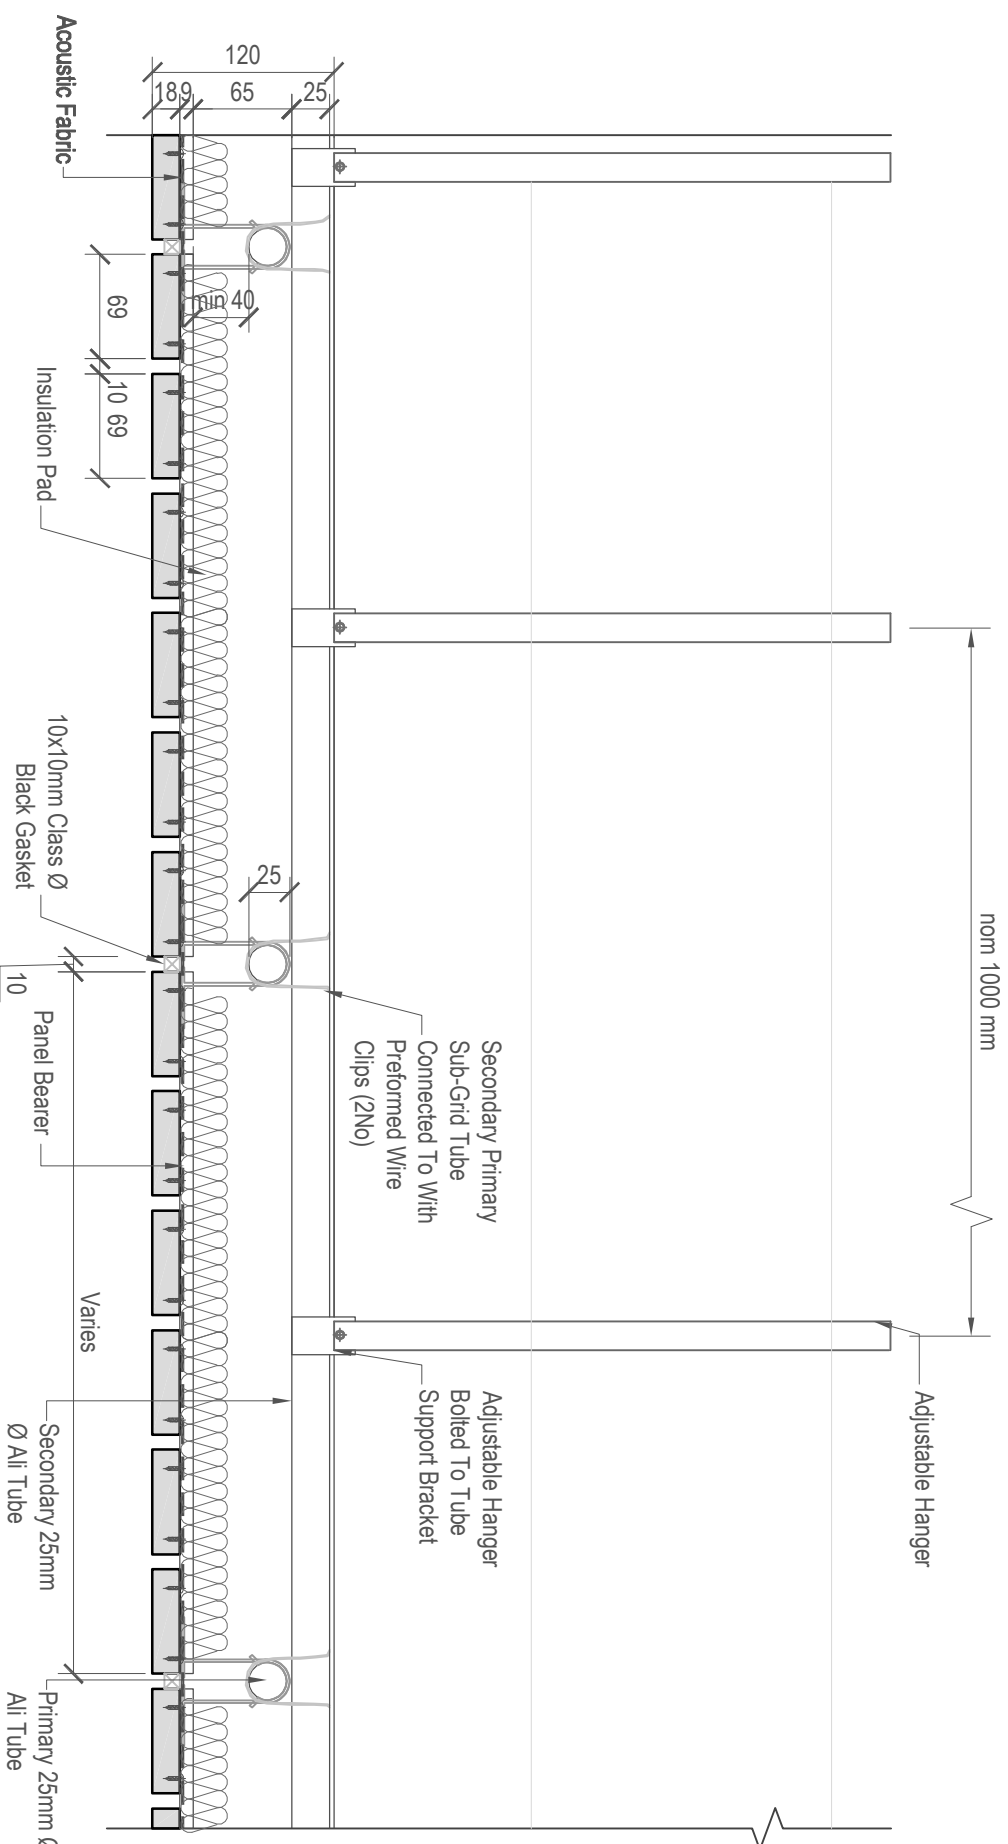 nom 1000 mm
Adjustable Hanger
Adjustable Hanger
Bolted To Tube
Support Bracket
Secondary Primary
Sub-Grid Tube
Connected To With
Preformed Wire
Clips (2No)
120
18 9 65 25
min 40
25
Acoustic Fabric
69
10 69
Insulation Pad
10x10mm Class Ø
Black Gasket
10
Panel Bearer
Varies
Secondary 25mm
Ø Ali Tube
Primary 25mm Ø
Ali Tube